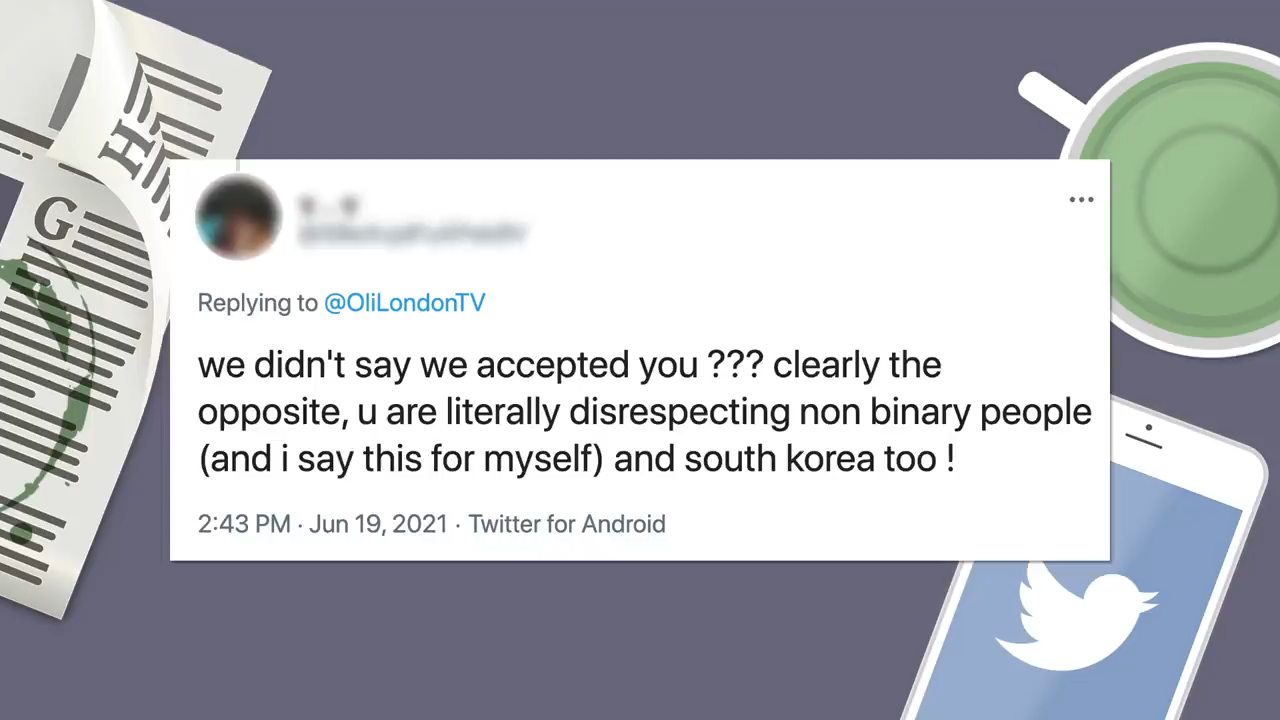 H
G
Replying to @OliLondonTV
we didn't say we accepted you ??? clearly the
opposite, u are literally disrespecting non binary people
(and i say this for myself) and south korea too !
2:43 PM · Jun 19, 2021 · Twitter for Android